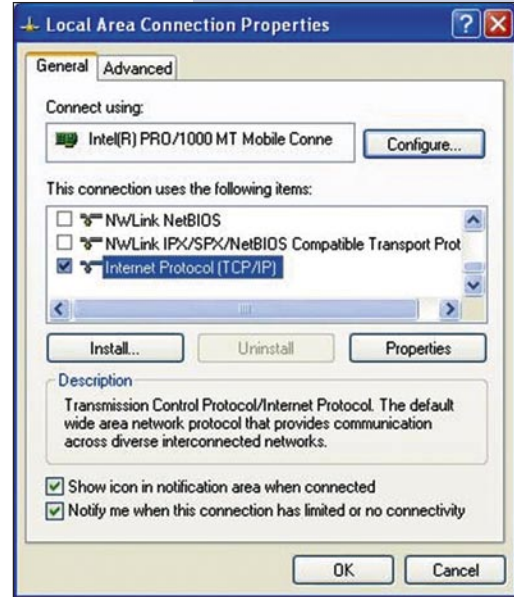 Local Area Connection Properties
General
Advanced
Connect using:
Intel(R) PRO/1000 MT Mobile Conne
Configure...
This connection uses the following items:
NWLink NetBIOS
NWLink IPX/SPX/NetBIOS Compatible Transport Prot
Internet Protocol (TCP/IP)
Install...
Uninstall
Properties
Description
Transmission Control Protocol/Internet Protocol. The default
wide area network protocol that provides communication
across diverse interconnected networks.
Show icon in notification area when connected
Notify me when this connection has limited or no connectivity
OK
Cancel